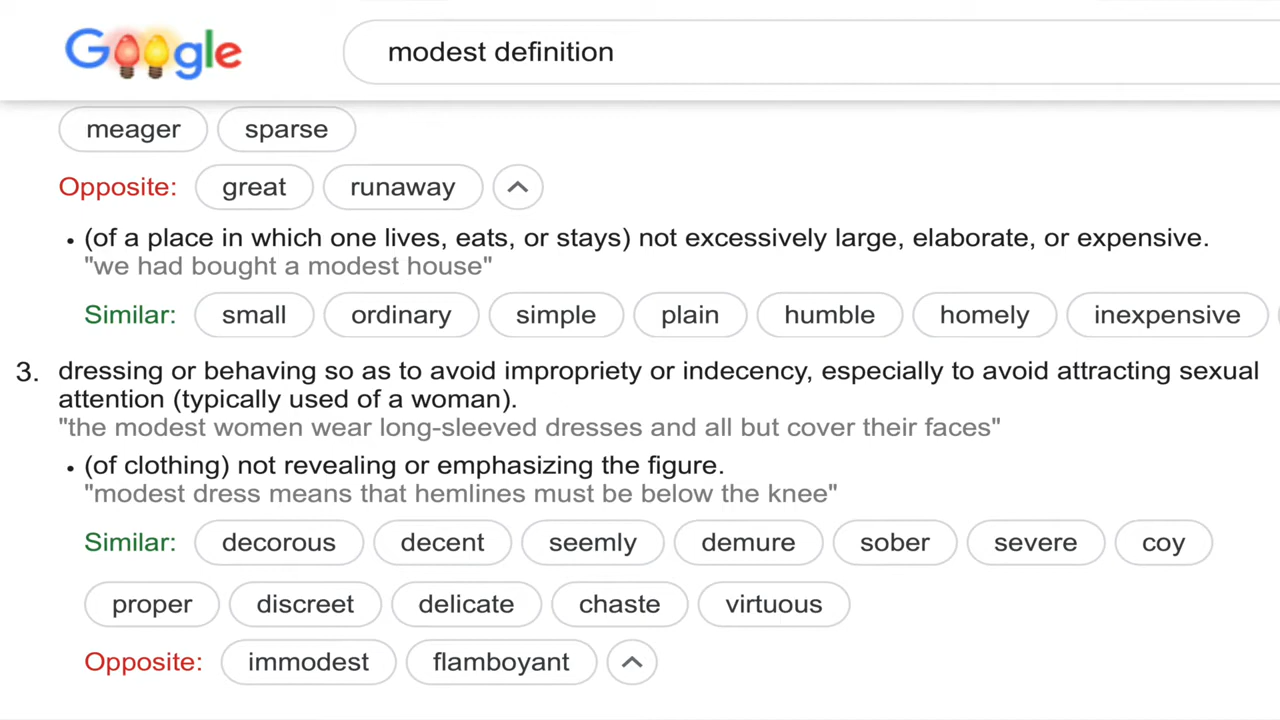 Google
modest definition
meager sparse
Opposite: great runaway
• (of a place in which one lives, eats, or stays) not excessively large, elaborate, or expensive.
"we had bought a modest house"
Similar: small ordinary simple plain humble homely inexpensive
3. dressing or behaving so as to avoid impropriety or indecency, especially to avoid attracting sexual
attention (typically used of a woman).
"the modest women wear long-sleeved dresses and all but cover their faces"
• (of clothing) not revealing or emphasizing the figure.
"modest dress means that hemlines must be below the knee"
Similar: decorous decent seemly demure sober severe coy
proper discreet delicate chaste virtuous
Opposite: immodest flamboyant